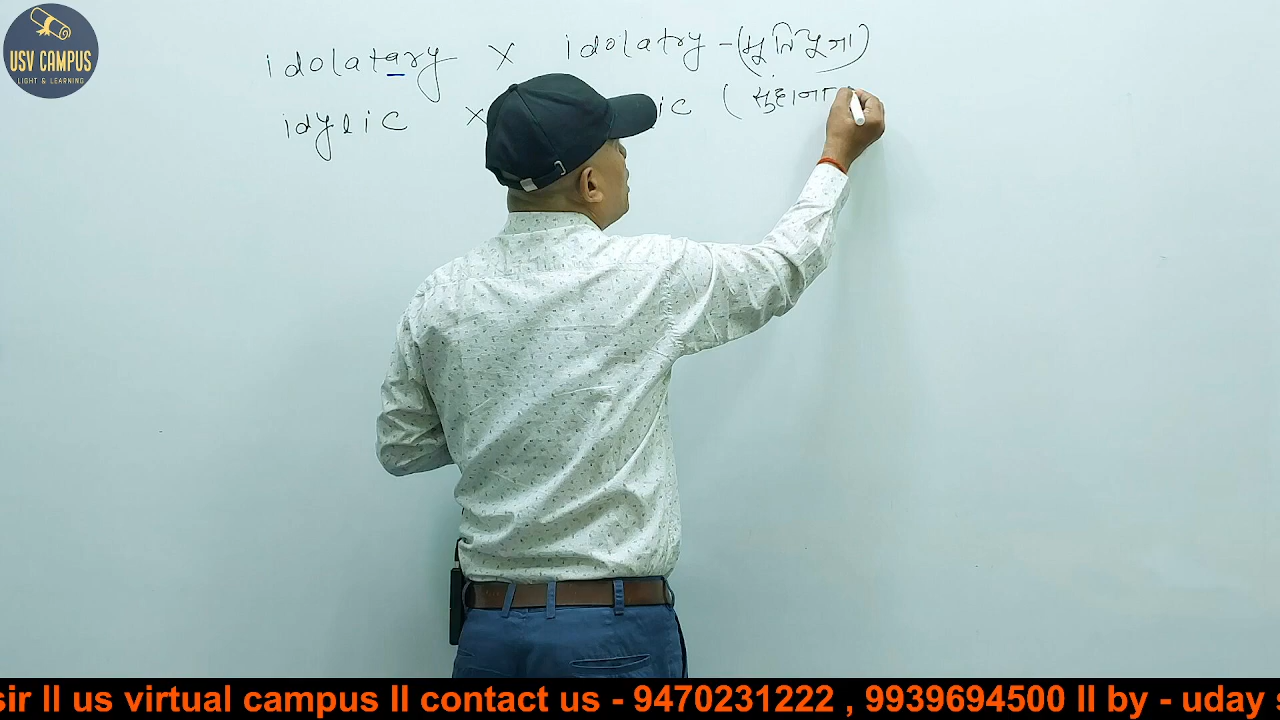 USV CAMPUS
LIGHT & LEARNING
idolatary X idolatry - (मूर्तिपूजा)
idylic X ic ( सुहाना
sir ll us virtual campus ll contact us - 9470231222 , 9939694500 ll by - uday s